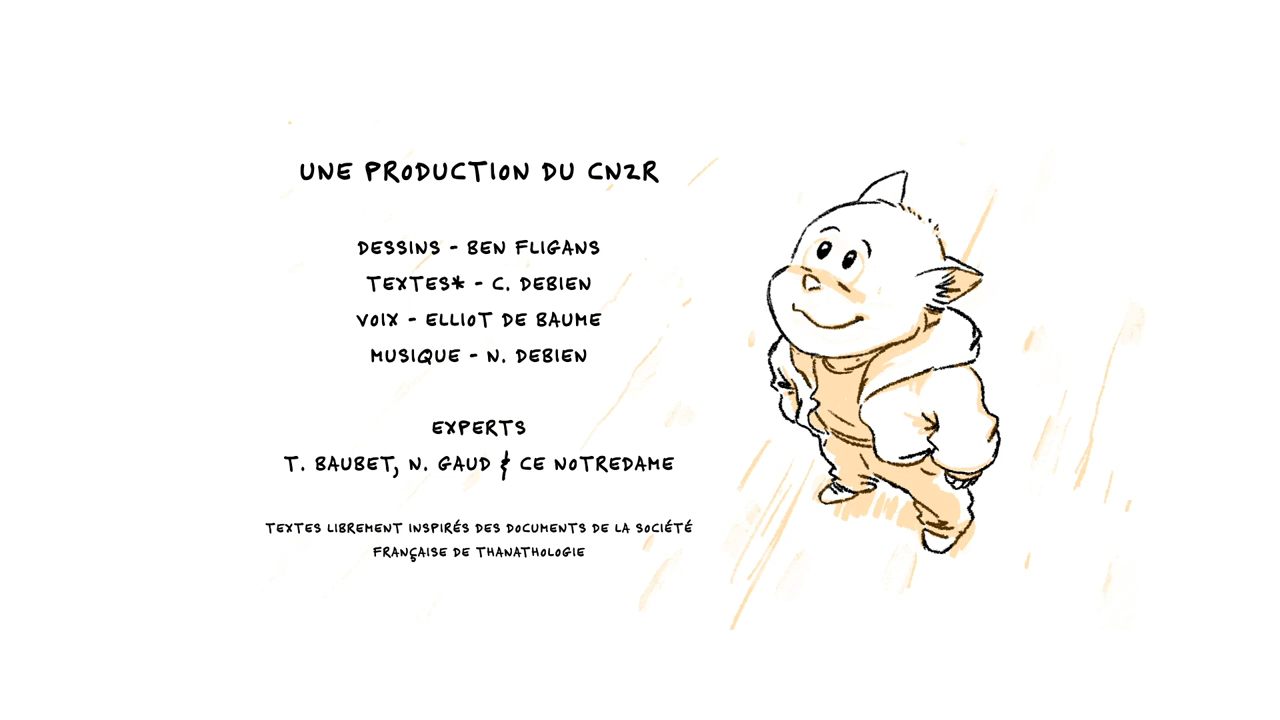 UNE PRODUCTION DU CN2R
DESSINS - BEN FLIGANS
TEXTES* - C. DEBIEN
VOIX - ELLIOT DE BAUME
MUSIQUE - N. DEBIEN
EXPERTS
T. BAUBET, N. GAUD & CE NOTREDAME
TEXTES LIBREMENT INSPIRÉS DES DOCUMENTS DE LA SOCIÉTÉ
FRANÇAISE DE THANATHOLOGIE